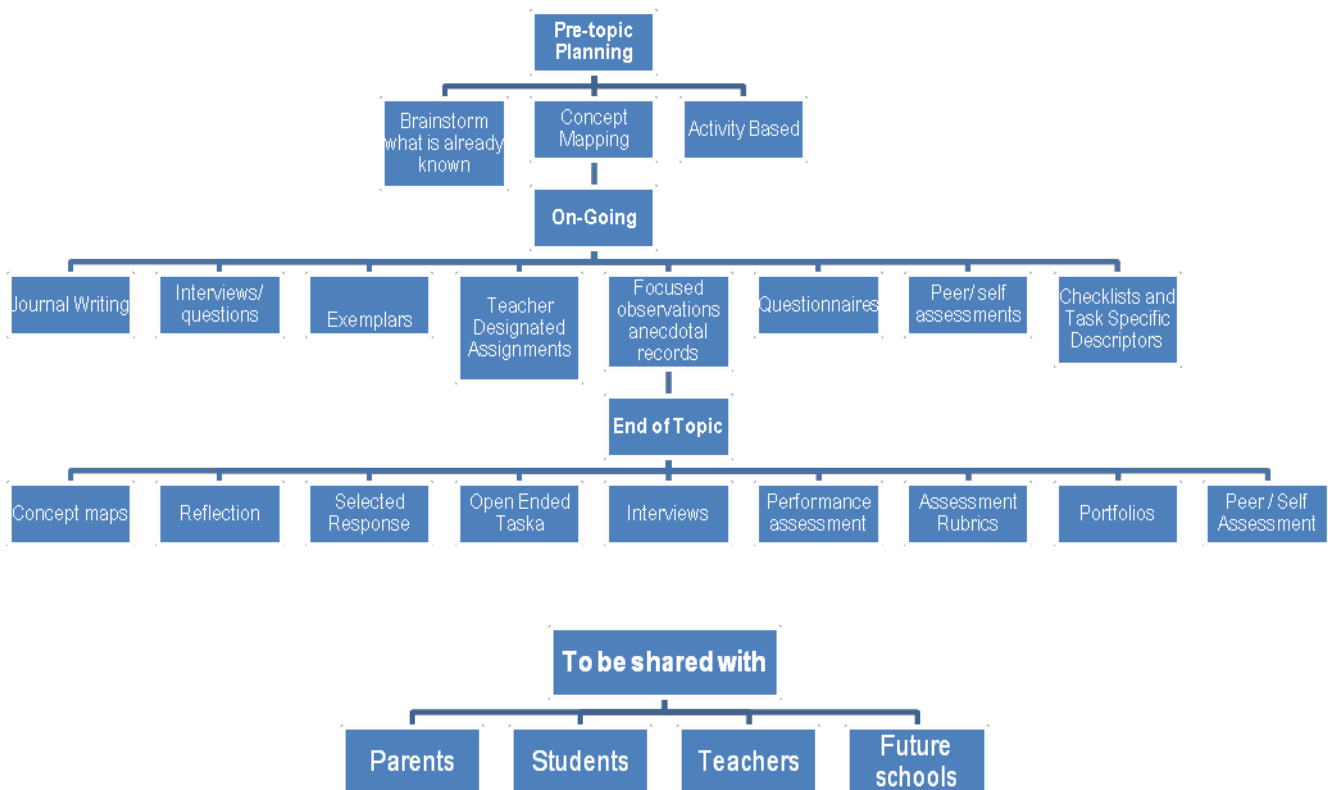 Pre-topic
Planning
Brainstorm
what is already
known
Concept
Mapping
Activity Based
On-Going
Journal Writing
Interviews/
questions
Exemplars
Teacher
Designated
Assignments
Focused
observations
anecdotal
records
Questionnaires
Peer/ self
assessments
Checklists and
Task Specific
Descriptors
End of Topic
Concept maps
Reflection
Selected
Response
Open Ended
Taska
Interviews
Performance
assessment
Assessment
Rubrics
Portfolios
Peer / Self
Assessment
To be shared with
Parents
Students
Teachers
Future
schools